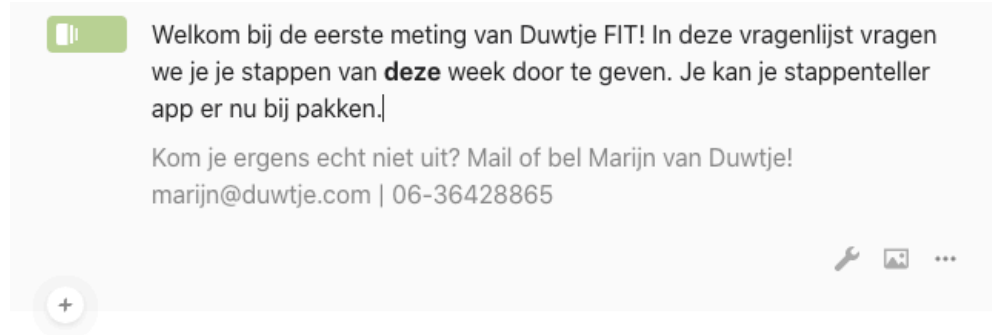 Welkom bij de eerste meting van Duwtje FIT! In deze vragenlijst vragen
we je je stappen van deze week door te geven. Je kan je stappenteller
app er nu bij pakken.
Kom je ergens echt niet uit? Mail of bel Marijn van Duwtje!
marijn@duwtje.com | 06-36428865